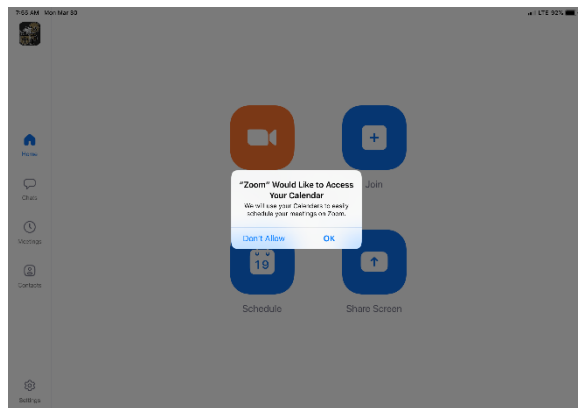 7:55 AM Mon Mar 30
LTE 92%
Home
Chats
Meetings
Contacts
Settings
Join
"Zoom" Would Like to Access
Your Calendar
We will use your Calendars to easily
schedule your meetings on Zoom.
Don't Allow
OK
19
Schedule
Share Screen